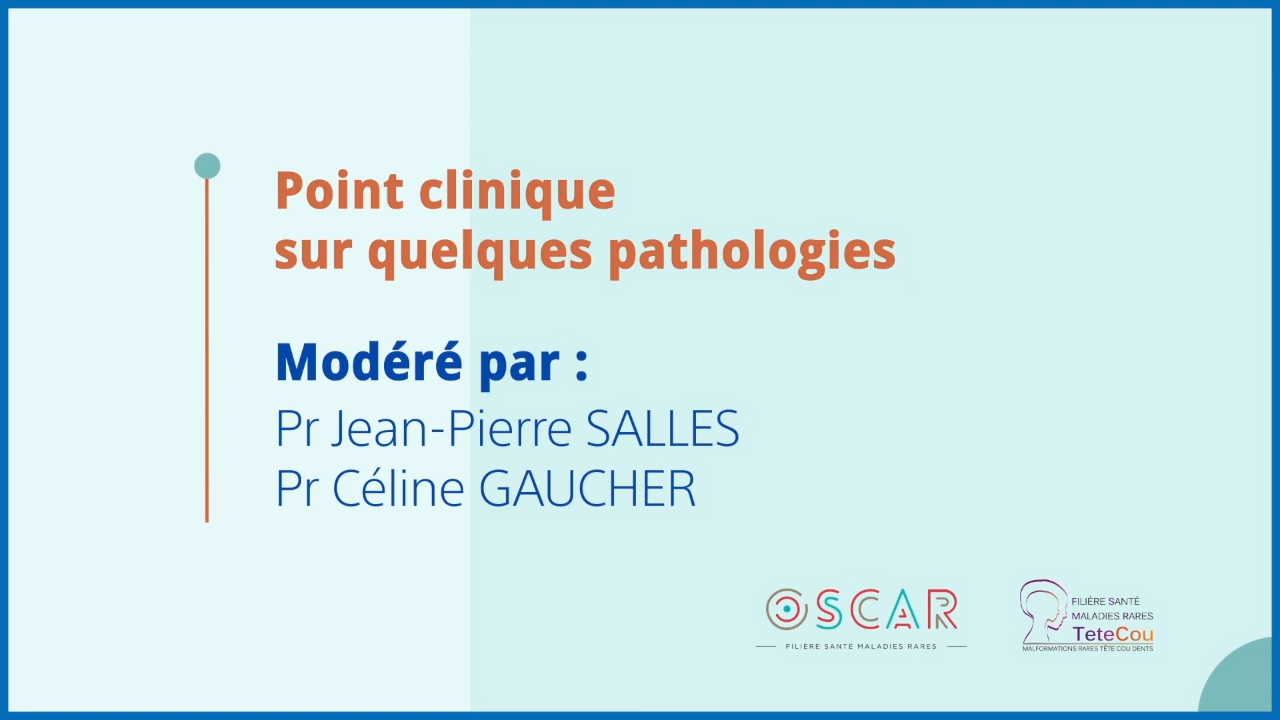 Point clinique
sur quelques pathologies
Modéré par :
Pr Jean-Pierre SALLES
Pr Céline GAUCHER
OSCAR
FILIÈRE SANTÉ MALADIES RARES
FILIÈRE SANTÉ
MALADIES RARES
TeteCou
MALFORMATIONS RARES TÊTE COU DENTS